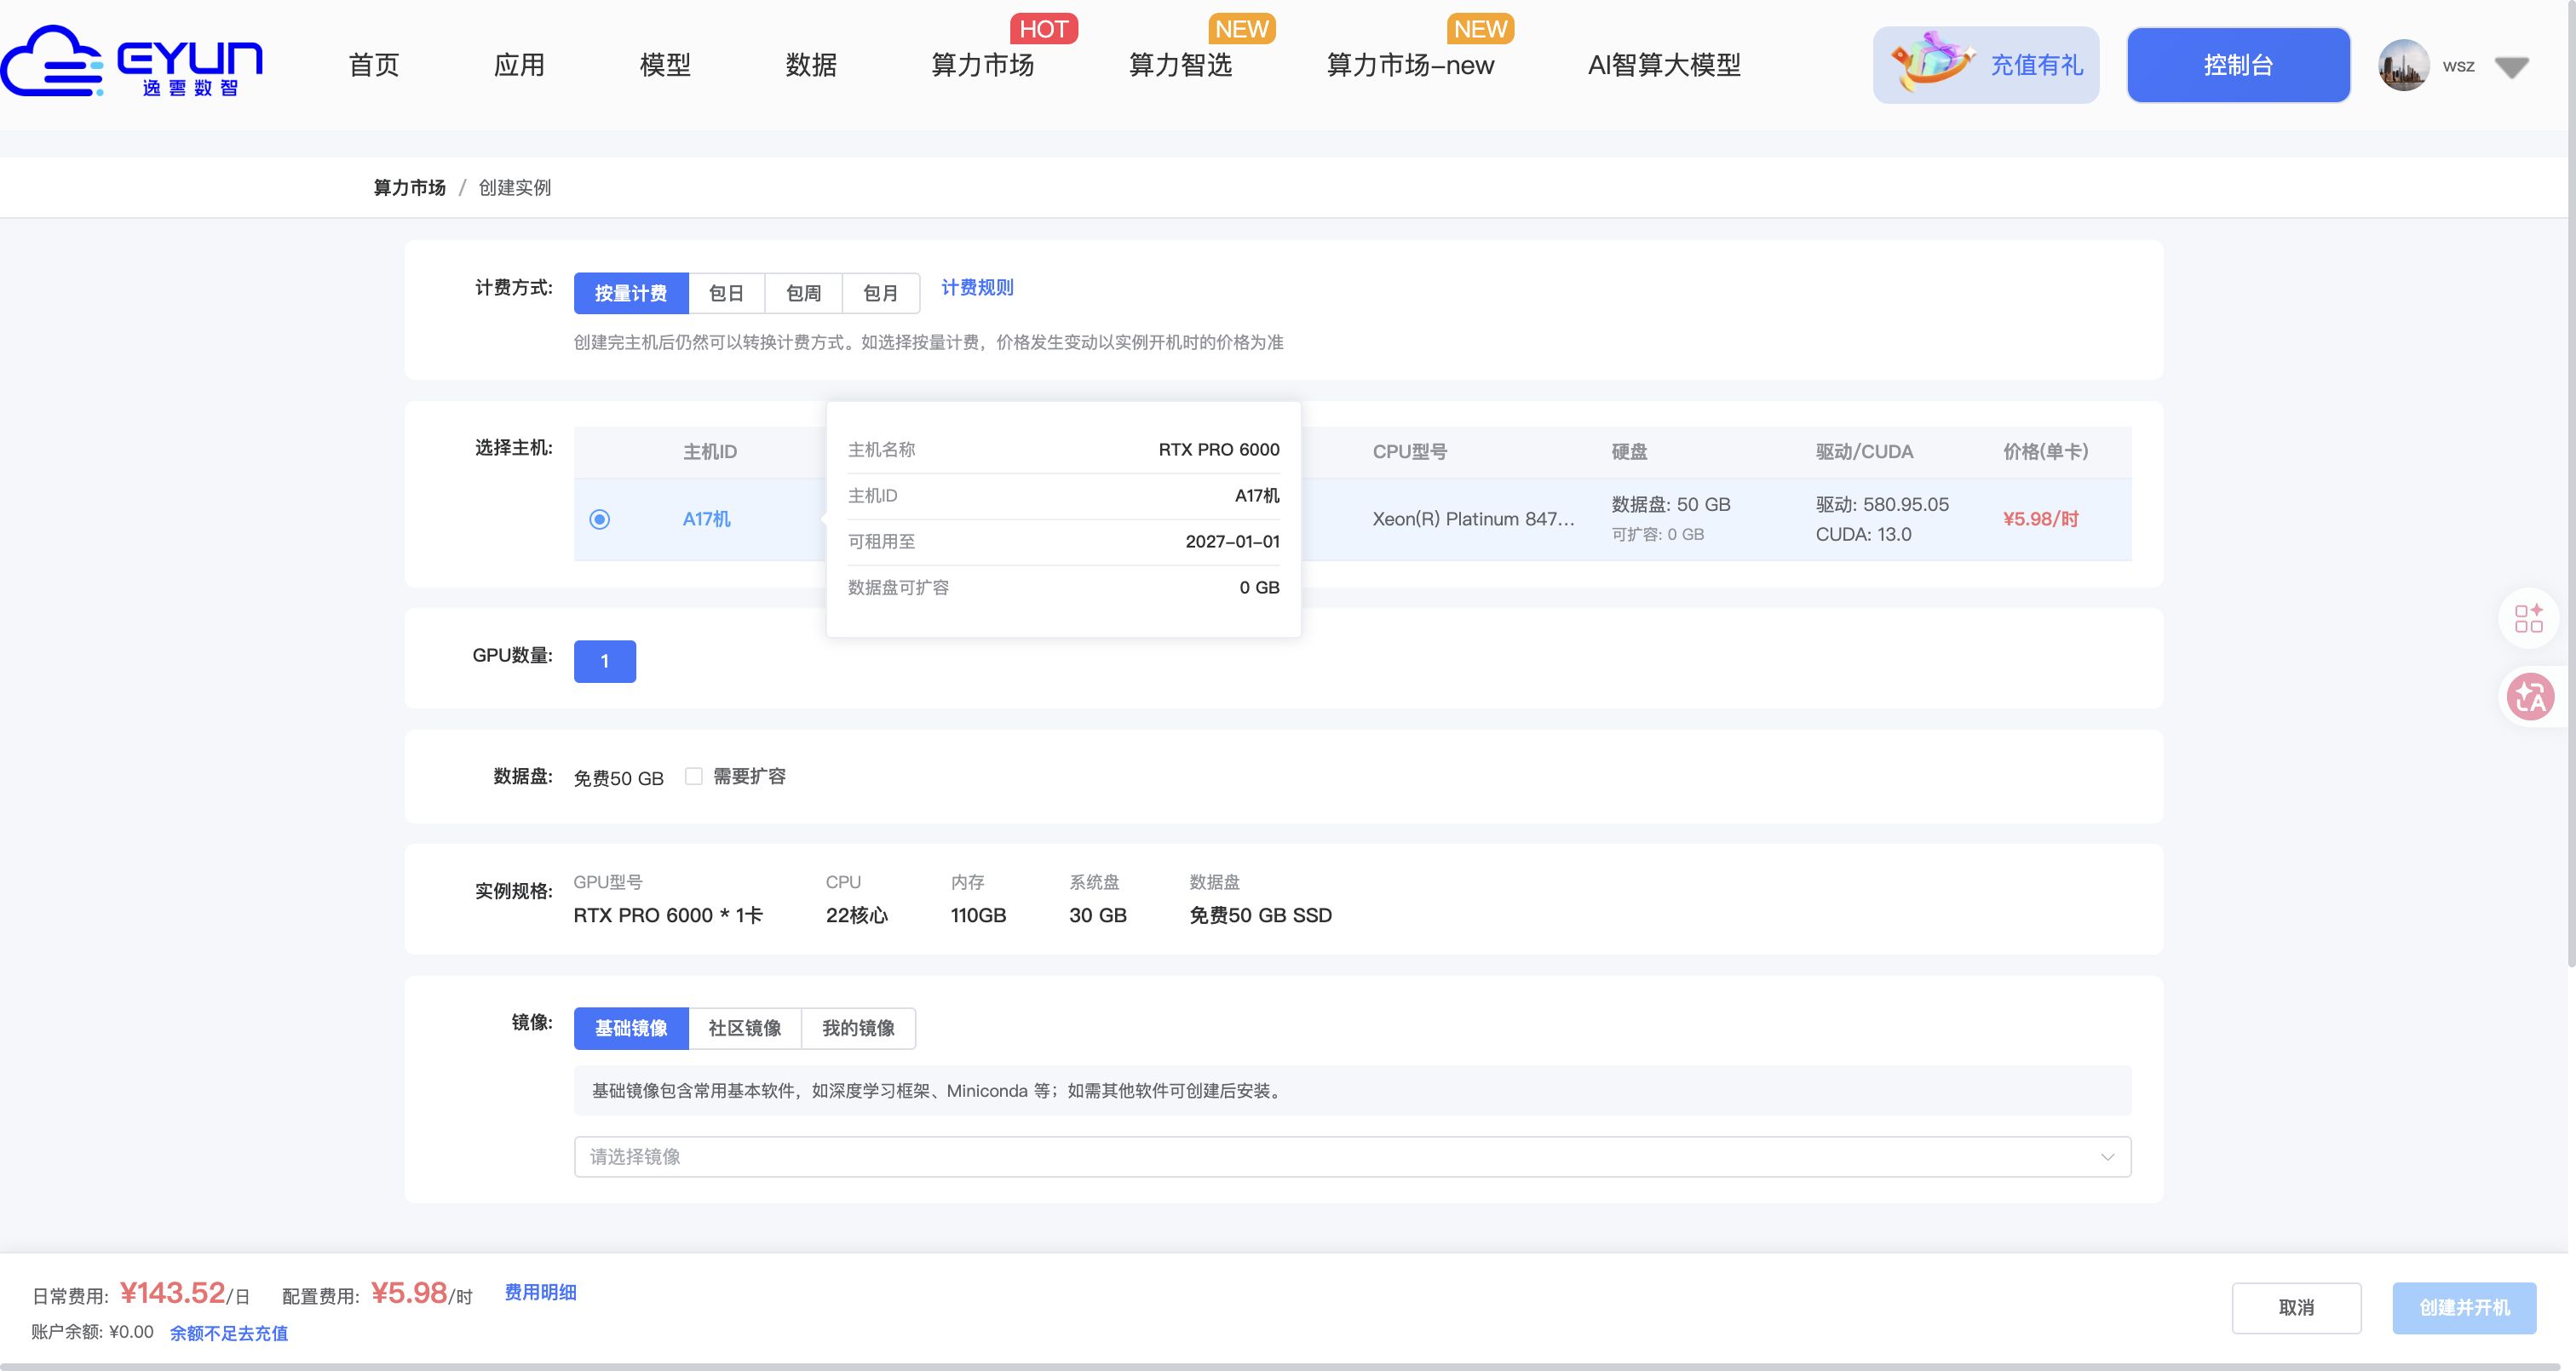 HOT
NEW
NEW
EYUN
逸雲数智
首页
应用
模型
数据
算力市场
算力智选
算力市场-new
AI智算大模型
充值有礼
控制台
wsz
算力市场 / 创建实例
计费方式:
按量计费
包日
包周
包月
计费规则
创建完主机后仍然可以转换计费方式。如选择按量计费，价格发生变动以实例开机时的价格为准
选择主机:
主机ID
CPU型号
硬盘
驱动/CUDA
价格(单卡)
A17机
Xeon(R) Platinum 847...
数据盘: 50 GB
可扩容: 0 GB
驱动: 580.95.05
CUDA: 13.0
¥5.98/时
主机名称 RTX PRO 6000
主机ID A17机
可租用至 2027-01-01
数据盘可扩容 0 GB
GPU数量:
1
数据盘:
免费50 GB
需要扩容
实例规格:
GPU型号
RTX PRO 6000 * 1卡
CPU
22核心
内存
110GB
系统盘
30 GB
数据盘
免费50 GB SSD
镜像:
基础镜像
社区镜像
我的镜像
基础镜像包含常用基本软件，如深度学习框架、Miniconda 等；如需其他软件可创建后安装。
请选择镜像
日常费用: ¥143.52/日
配置费用: ¥5.98/时
费用明细
账户余额: ¥0.00
余额不足去充值
取消
创建并开机